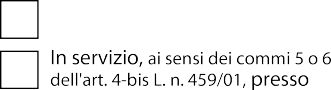 In servizio, ai sensi dei commi 5 o 6
dell'art. 4-bis L. n. 459/01, presso